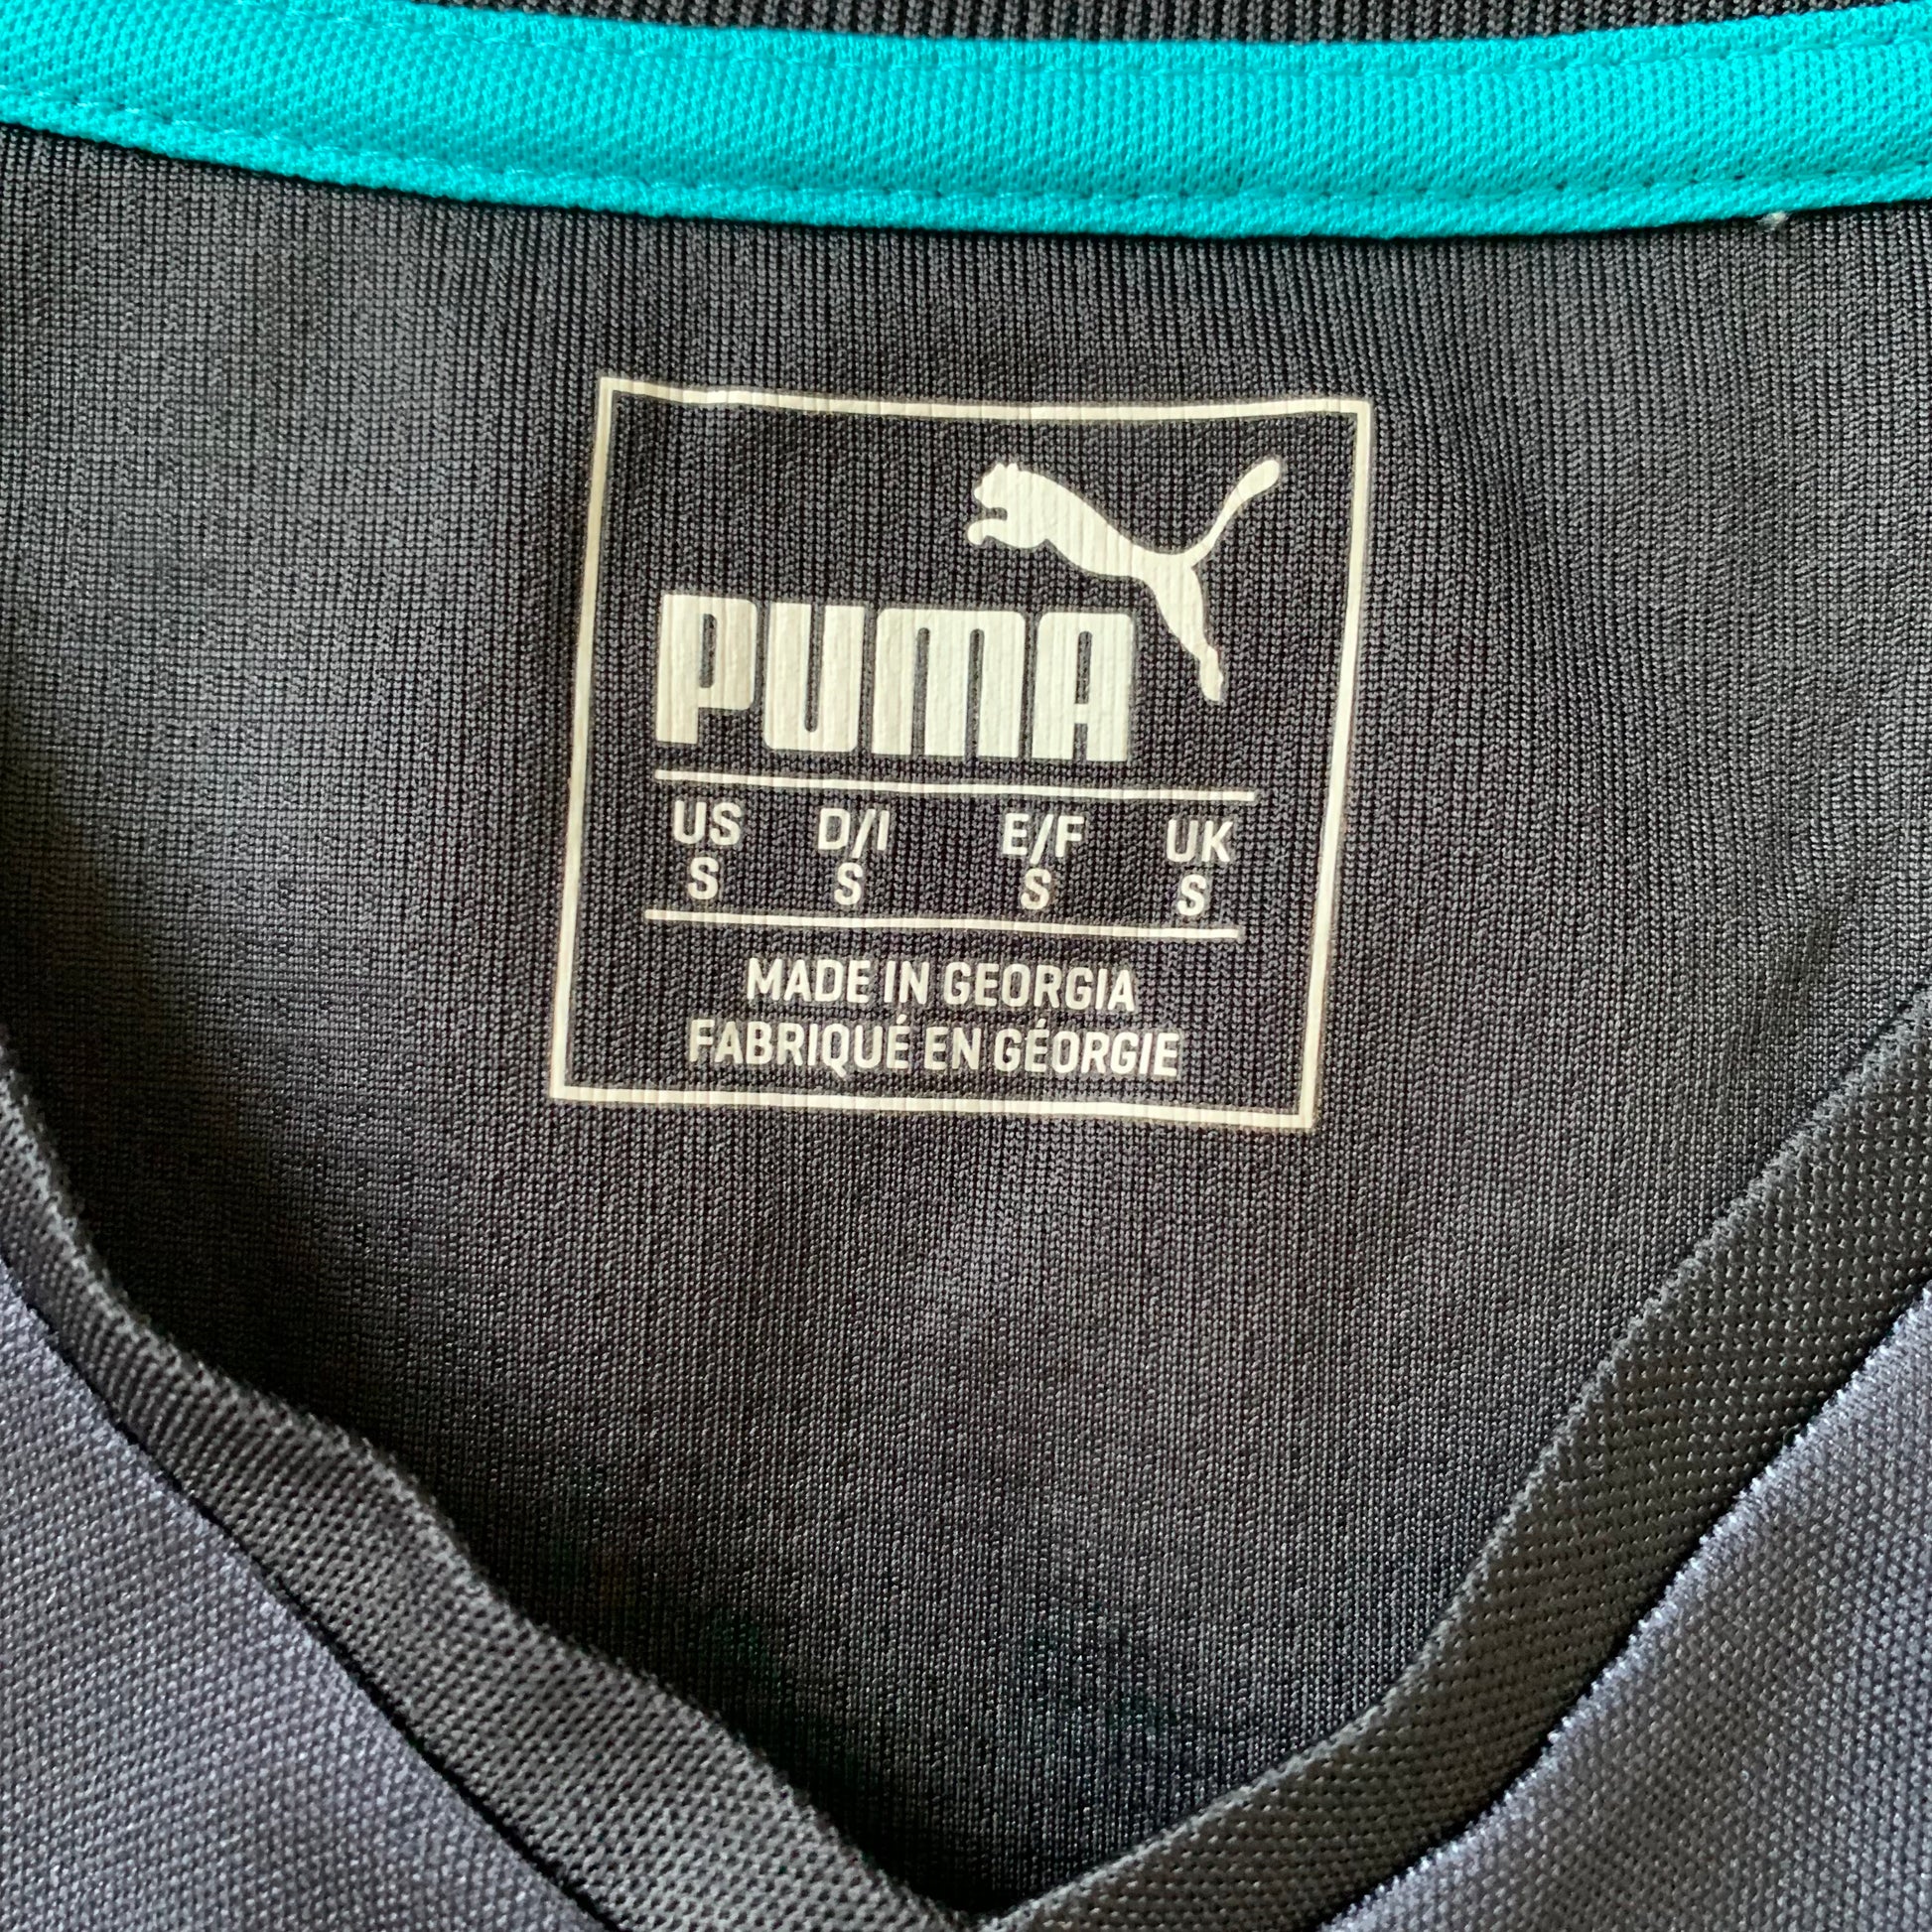 PUMA
US D/I E/F UK
S S S S
MADE IN GEORGIA
FABRIQUÉ EN GÉORGIE